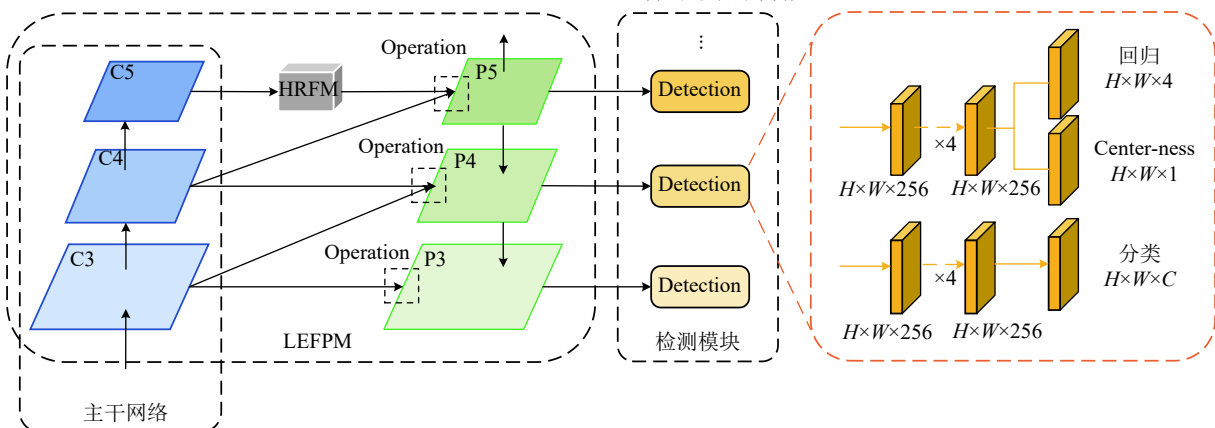 C5
HRFM
Operation
P5
C4
Operation
P4
C3
Operation
P3
LEFPM
主干网络
⋮
Detection
Detection
Detection
检测模块
×4
H×W×256
H×W×256
回归
H×W×4
Center-ness
H×W×1
×4
H×W×256
H×W×256
分类
H×W×C